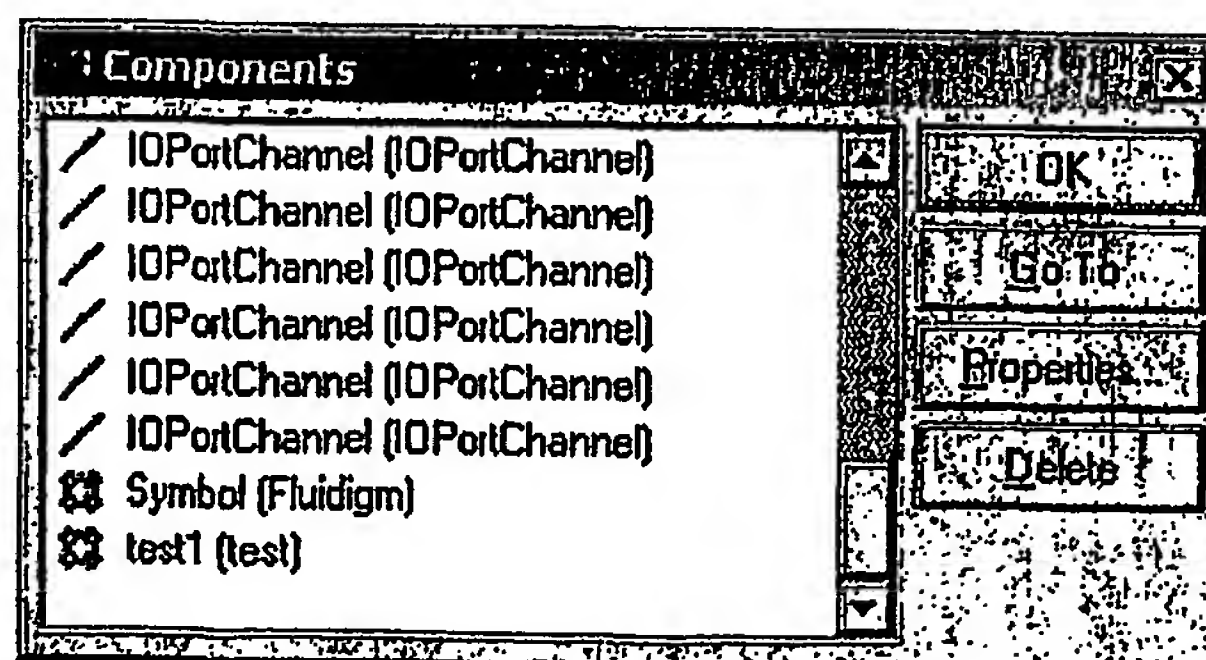 Components
IOPortChannel (IOPortChannel)
IOPortChannel (IOPortChannel)
IOPortChannel (IOPortChannel)
IOPortChannel (IOPortChannel)
IOPortChannel (IOPortChannel)
IOPortChannel (IOPortChannel)
Symbol (Fluidigm)
test1 (test)
OK
Go To
Properties
Delete